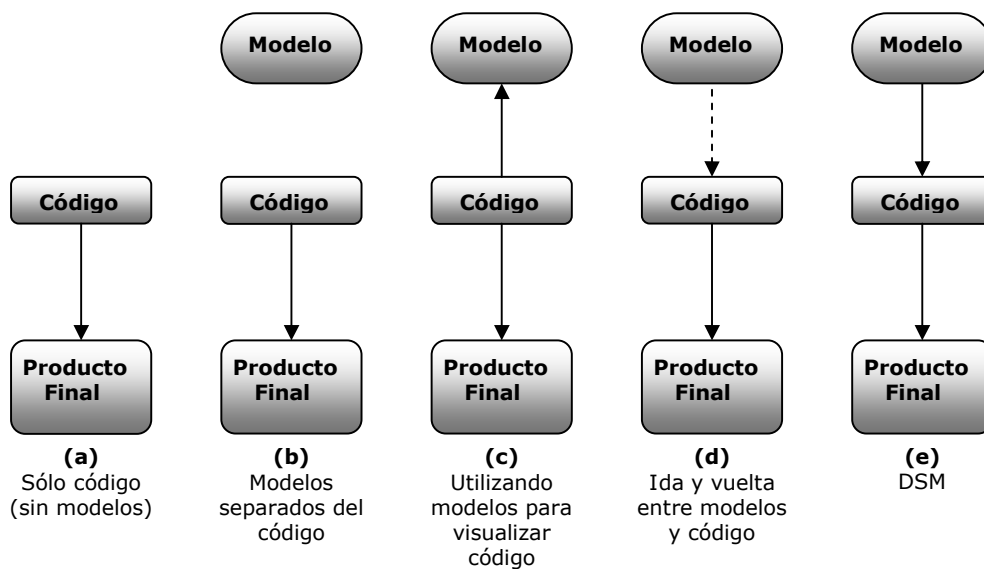 Modelo
Modelo
Modelo
Modelo
Código
Código
Código
Código
Código
Producto
Final
Producto
Final
Producto
Final
Producto
Final
Producto
Final
(a)
Sólo código
(sin modelos)
(b)
Modelos
separados del
código
(c)
Utilizando
modelos para
visualizar
código
(d)
Ida y vuelta
entre modelos
y código
(e)
DSM